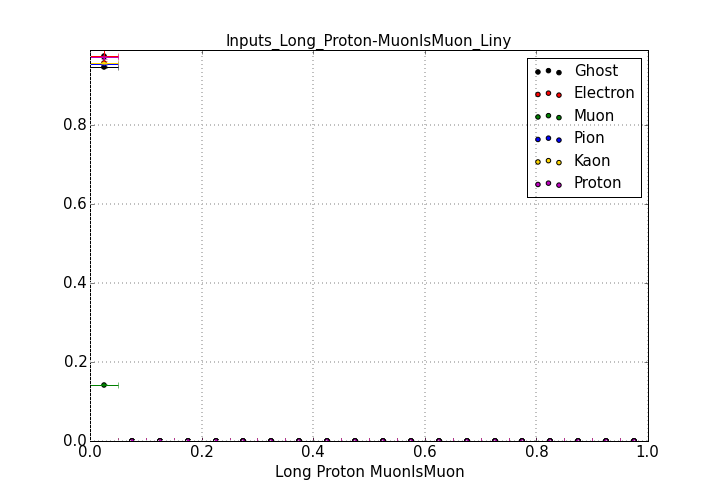 Inputs_Long_Proton-MuonIsMuon_Liny
Ghost
Electron
Muon
Pion
Kaon
Proton
0.8
0.6
0.4
0.2
0.0
0.0 0.2 0.4 0.6 0.8 1.0
Long Proton MuonIsMuon